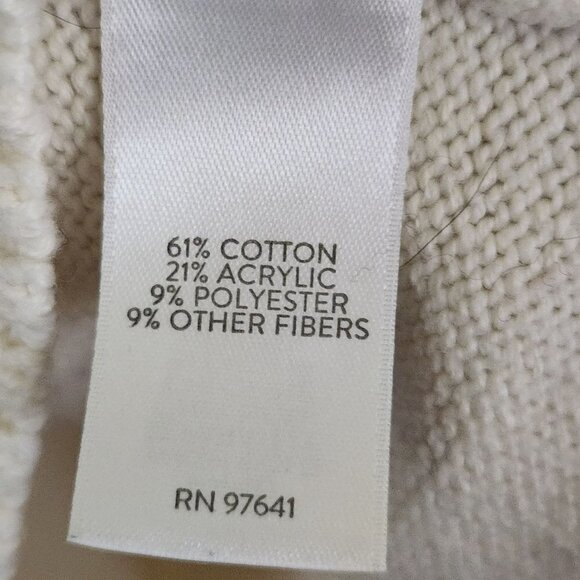 61% COTTON
21% ACRYLIC
9% POLYESTER
9% OTHER FIBERS
RN 97641